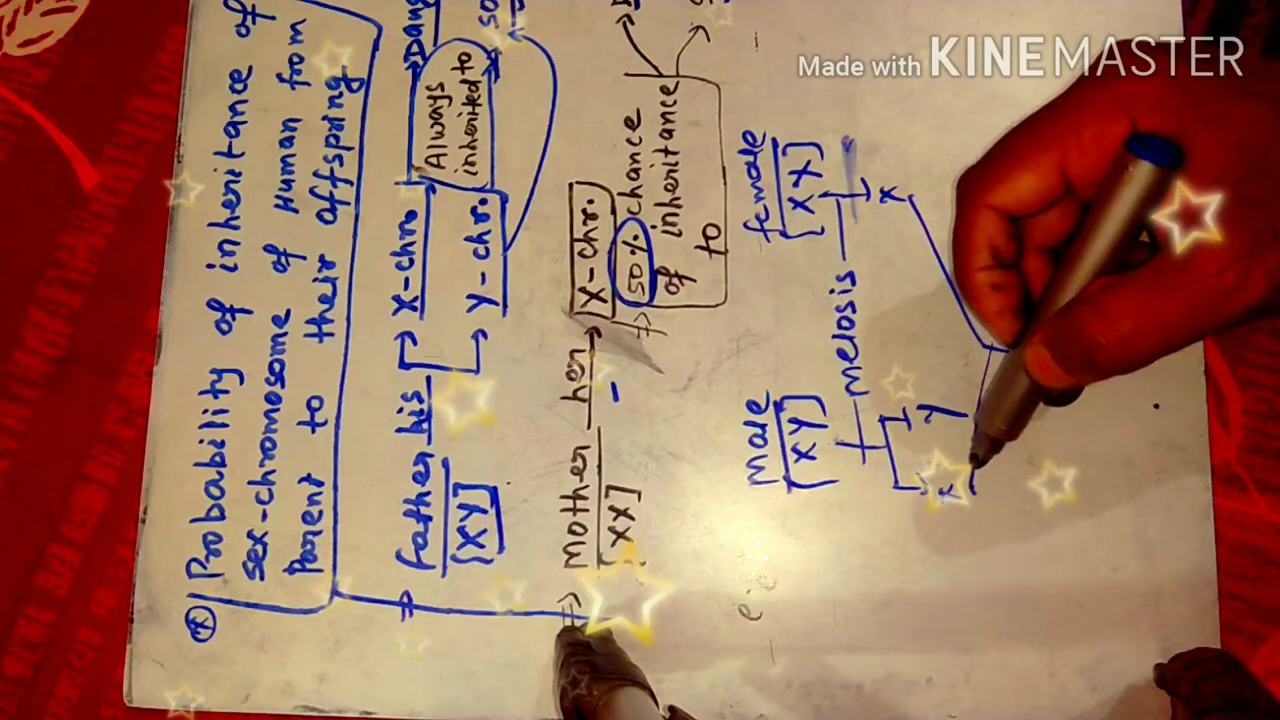 Made with KINEMASTER
(*) Probability of inheritance of
sex-chromosome of Human from
Parent to their offspring
⇒ father his → X-chro
[XY] → Y-chr.
Always
inherited to
so
⇒ Mother her → X-chr.
[XX]
⇒ 50% chance
of inheritance
to
Male female
[XY] [XX]
meiosis
x y x